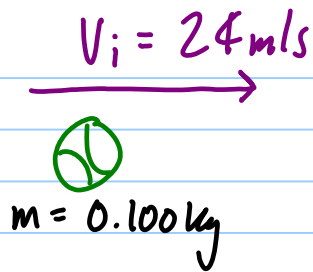 Vi = 24 m/s
m = 0.100 kg